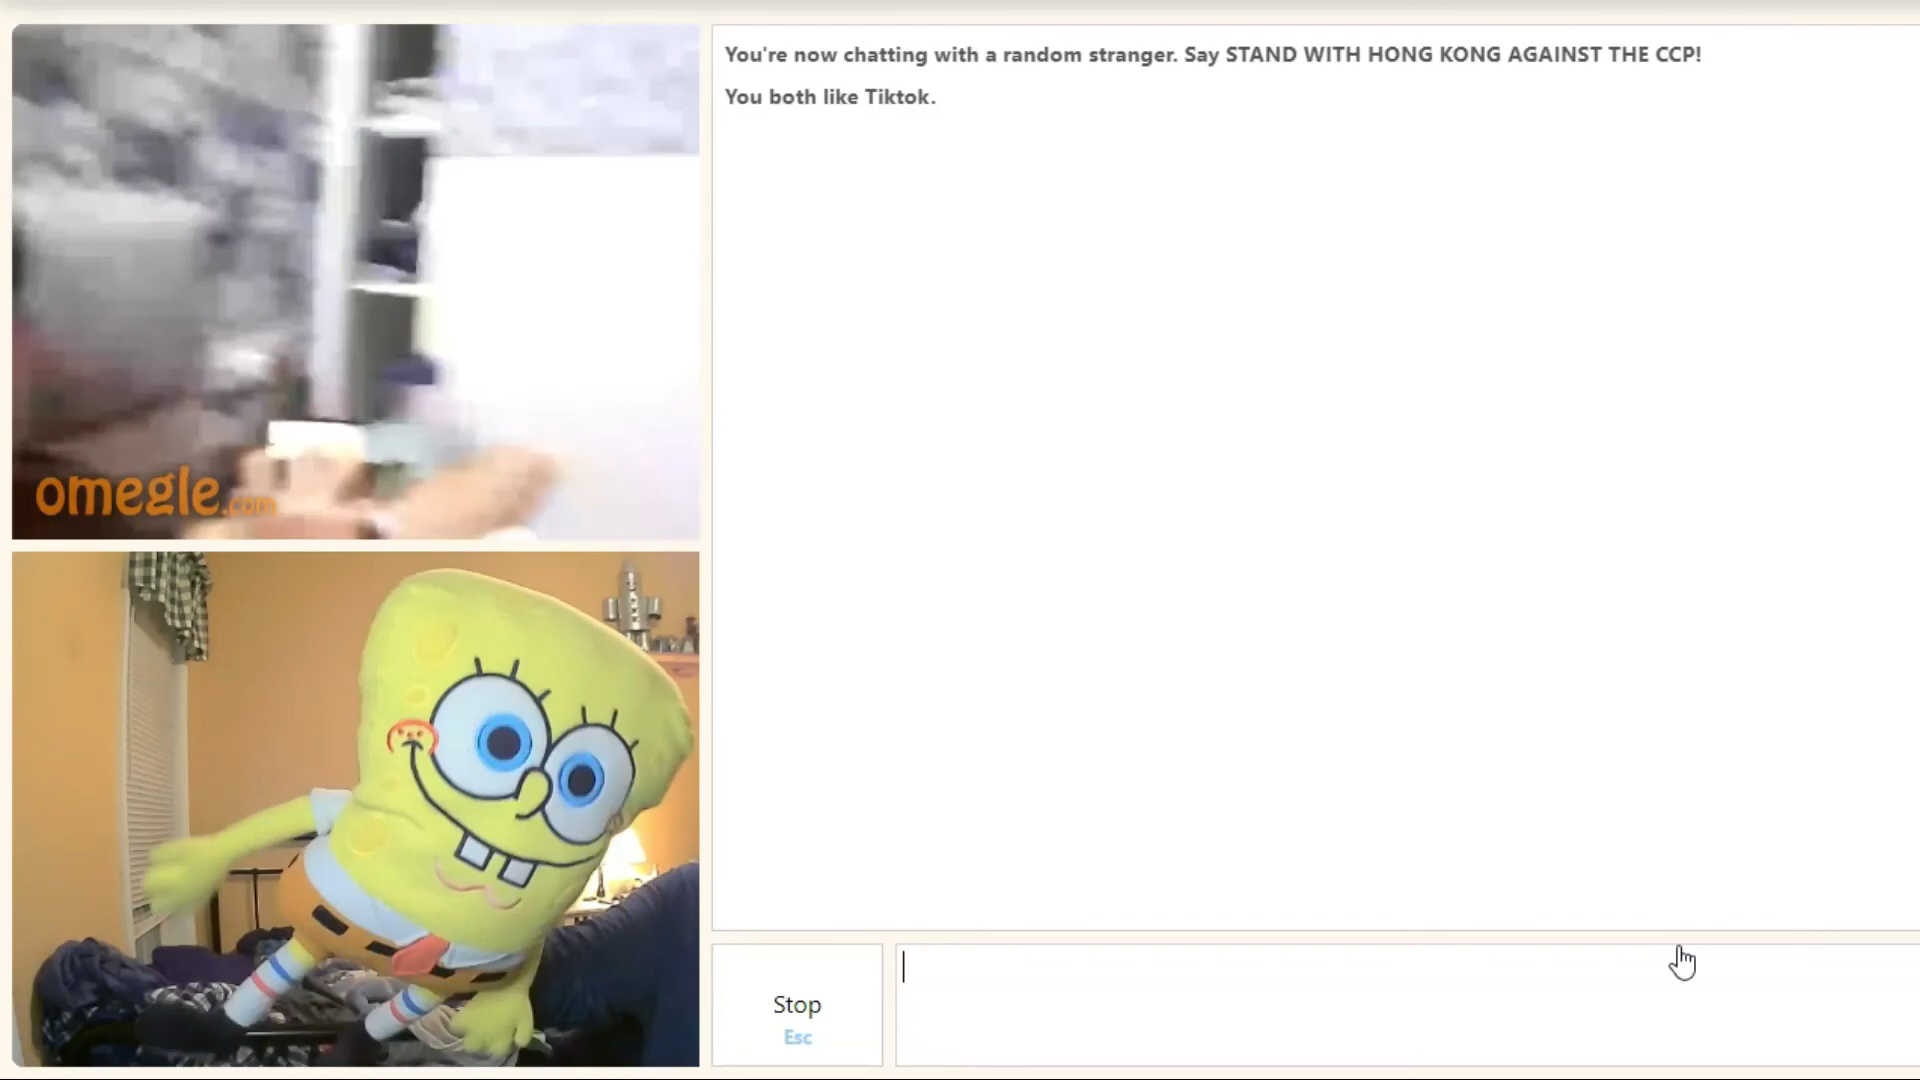 You're now chatting with a random stranger. Say STAND WITH HONG KONG AGAINST THE CCP!
You both like Tiktok.
omegle.com
Stop
Esc